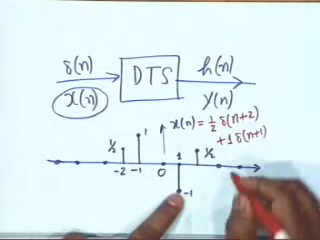 δ(n) DTS h(n)
x(n) y(n)
x(n) = 1/2 δ(n+2)
+ 1 δ(n+1)
1/2 1 1 1/2
-2 -1 0
-1